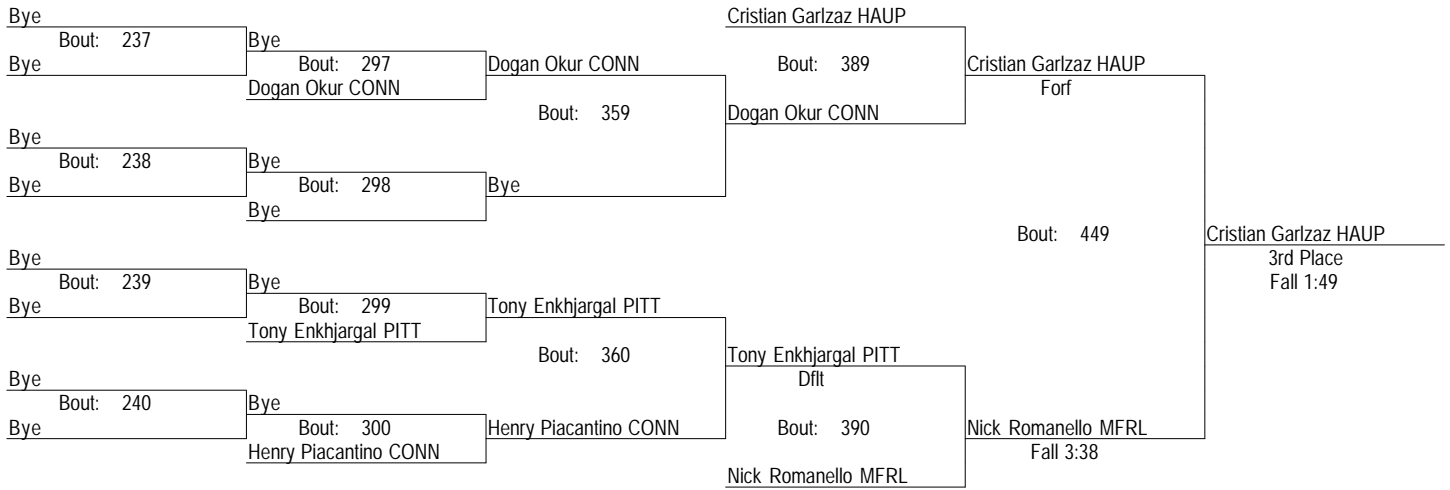 Bye
Cristian Garlzaz HAUP
Bout: 237
Bye
Bye
Bout: 297
Dogan Okur CONN
Bout: 389
Cristian Garlzaz HAUP
Dogan Okur CONN
Forf
Bout: 359
Dogan Okur CONN
Bye
Bout: 238
Bye
Bye
Bout: 298
Bye
Bye
Bout: 449
Cristian Garlzaz HAUP
Bye
3rd Place
Bout: 239
Bye
Fall 1:49
Bye
Bout: 299
Tony Enkhjargal PITT
Tony Enkhjargal PITT
Bout: 360
Tony Enkhjargal PITT
Bye
Dflt
Bout: 240
Bye
Bye
Bout: 300
Henry Piacantino CONN
Bout: 390
Nick Romanello MFRL
Henry Piacantino CONN
Fall 3:38
Nick Romanello MFRL